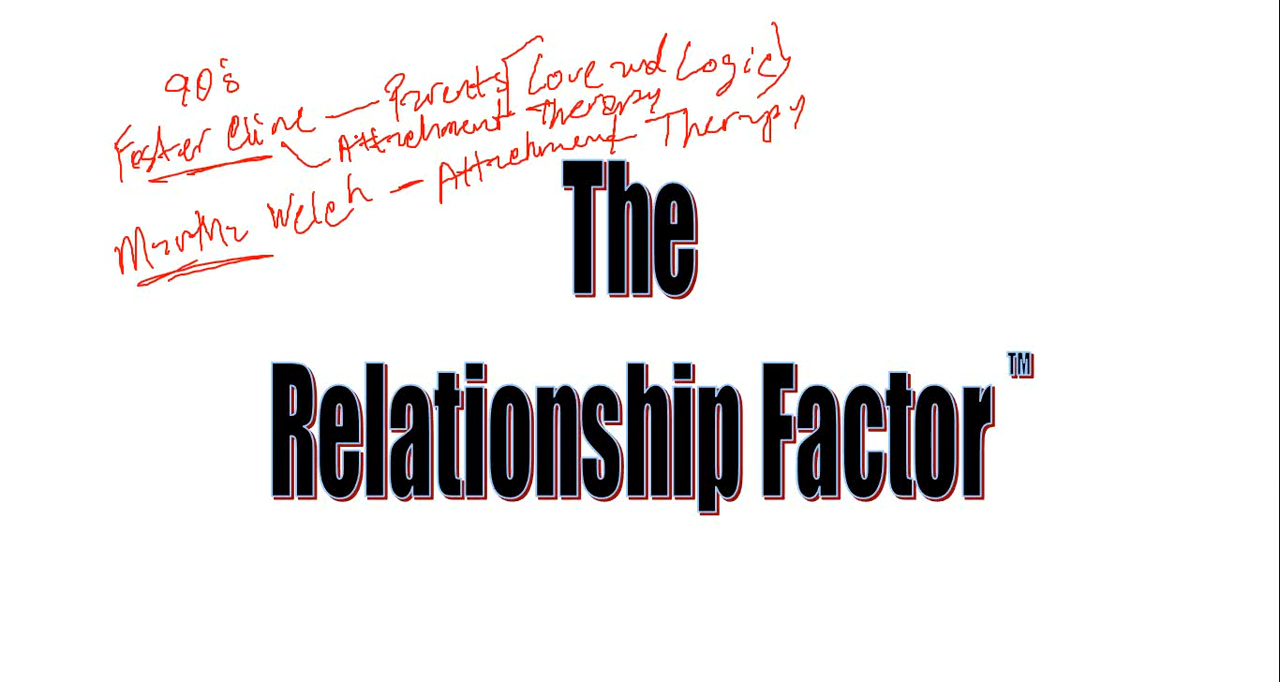 90's
Foster Cline — Parents [Love and Logic]
Attachment Therapy
Martha Welch – Attachment Therapy
The
Relationship Factor™